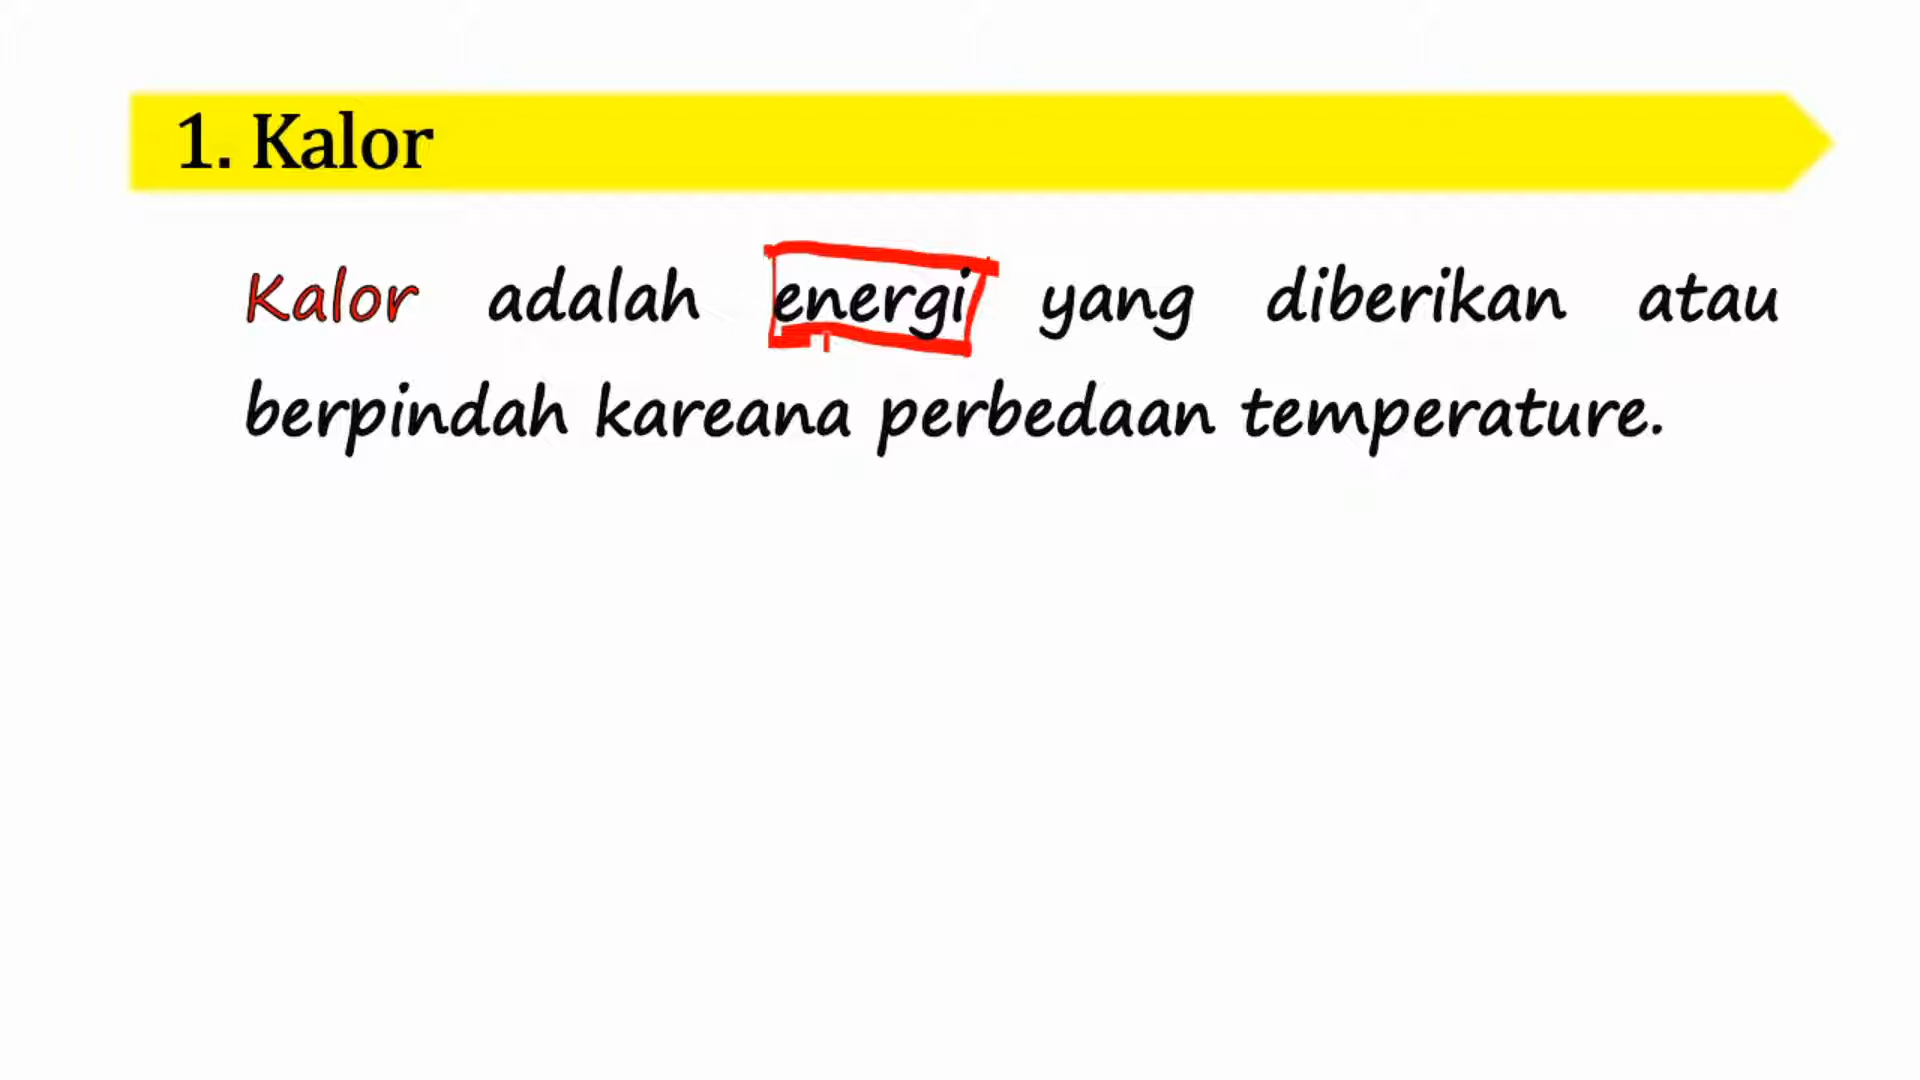 1. Kalor
Kalor adalah energi yang diberikan atau
berpindah kareana perbedaan temperature.